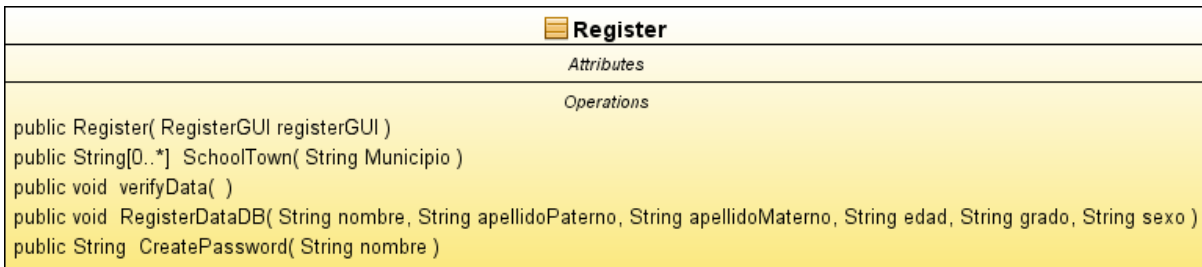 Register
Attributes
Operations
public Register( RegisterGUI registerGUI )
public String[0..*]  SchoolTown( String Municipio )
public void  verifyData(  )
public void  RegisterDataDB( String nombre, String apellidoPaterno, String apellidoMaterno, String edad, String grado, String sexo )
public String  CreatePassword( String nombre )